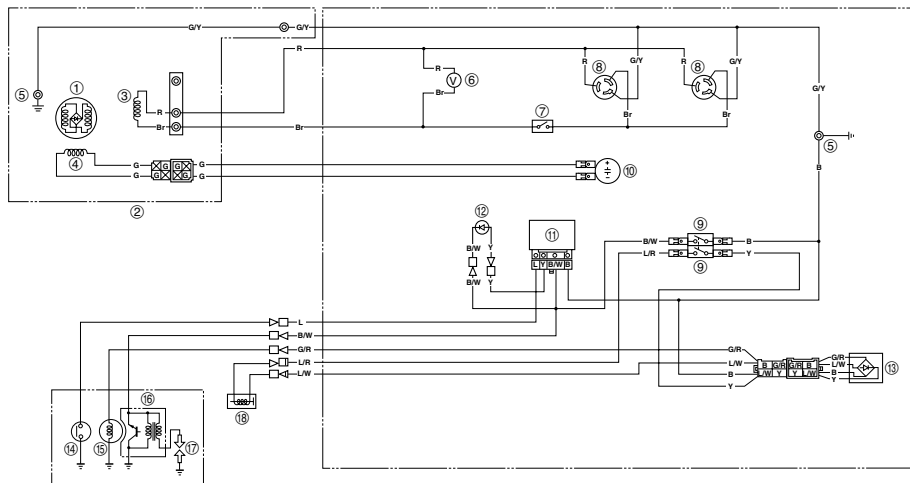 G/Y G/Y
R
① ③ R R ⑧ R G/Y ⑧ G/Y
⑤ R V ⑥
Br Br Br Br Br
⑦
G/Y
④ G G G G
G G G G
⑩
+
−
⑤
②
B
⑫ ⑪ ⑨
B/W Y B/W B
L/R Y
L Y B/W B
⑨
B/W Y
L
B/W
G/R G/R
L/R
L/W L/W
B
Y
B G/R G/R B
L/W Y Y L/W
G/R
L/W
B
Y
⑬
⑯
⑱
⑭ ⑮ ⑰